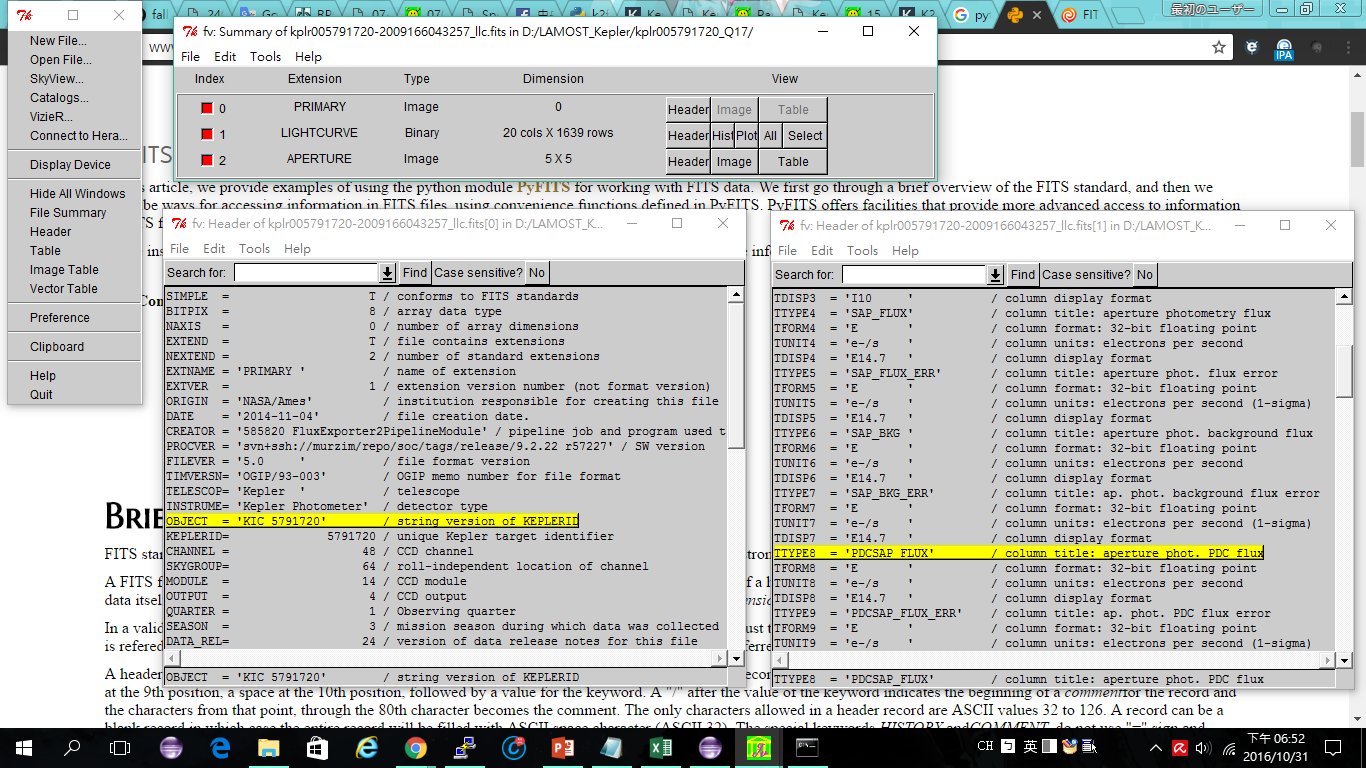 最初のユーザー
fv: Summary of kplr005791720-2009166043257_llc.fits in D:/LAMOST_Kepler/kplr005791720_Q17/
File Edit Tools Help
Index Extension Type Dimension View
0 PRIMARY Image 0 Header Image Table
1 LIGHTCURVE Binary 20 cols X 1639 rows Header Hist Plot All Select
2 APERTURE Image 5 X 5 Header Image Table
New File...
Open File...
SkyView...
Catalogs...
VizieR...
Connect to Hera...
Display Device
Hide All Windows
File Summary
Header
Table
Image Table
Vector Table
Preference
Clipboard
Help
Quit
article, we provide examples of using the python module PyFITS for working with FITS data. We first go through a brief overview of the FITS standard, and then we
be ways for accessing information in FITS files, using convenience functions defined in PyFITS. PyFITS offers facilities that provide more advanced access to information
fv: Header of kplr005791720-2009166043257_llc.fits[0] in D:/LAMOST_K...
File Edit Tools Help
Search for: Find Case sensitive? No
SIMPLE  =                    T / conforms to FITS standards
BITPIX  =                    8 / array data type
NAXIS   =                    0 / number of array dimensions
EXTEND  =                    T / file contains extensions
NEXTEND =                    2 / number of standard extensions
EXTNAME = 'PRIMARY '           / name of extension
EXTVER  =                    1 / extension version number (not format version)
ORIGIN  = 'NASA/Ames'          / institution responsible for creating this file
DATE    = '2014-11-04'         / file creation date.
CREATOR = '585820 FluxExporter2PipelineModule' / pipeline job and program used t
PROCVER = 'svn+ssh://murzim/repo/soc/tags/release/9.2.22 r57227' / SW version
FILEVER = '5.0     '           / file format version
TIMVERSN= 'OGIP/93-003'        / OGIP memo number for file format
TELESCOP= 'Kepler  '           / telescope
INSTRUME= 'Kepler Photometer'  / detector type
OBJECT  = 'KIC 5791720'        / string version of KEPLERID
KEPLERID=              5791720 / unique Kepler target identifier
CHANNEL =                   48 / CCD channel
SKYGROUP=                   64 / roll-independent location of channel
MODULE  =                   14 / CCD module
OUTPUT  =                    4 / CCD output
QUARTER =                    1 / Observing quarter
SEASON  =                    3 / mission season during which data was collected
DATA_REL=                   24 / version of data release notes for this file
OBJECT  = 'KIC 5791720'        / string version of KEPLERID
fv: Header of kplr005791720-2009166043257_llc.fits[1] in D:/LAMOST_K...
File Edit Tools Help
Search for: Find Case sensitive? No
TDISP3  = 'I10     '           / column display format
TTYPE4  = 'SAP_FLUX'           / column title: aperture photometry flux
TFORM4  = 'E       '           / column format: 32-bit floating point
TUNIT4  = 'e-/s    '           / column units: electrons per second
TDISP4  = 'E14.7   '           / column display format
TTYPE5  = 'SAP_FLUX_ERR'       / column title: aperture phot. flux error
TFORM5  = 'E       '           / column format: 32-bit floating point
TUNIT5  = 'e-/s    '           / column units: electrons per second (1-sigma)
TDISP5  = 'E14.7   '           / column display format
TTYPE6  = 'SAP_BKG '           / column title: aperture phot. background flux
TFORM6  = 'E       '           / column format: 32-bit floating point
TUNIT6  = 'e-/s    '           / column units: electrons per second
TDISP6  = 'E14.7   '           / column display format
TTYPE7  = 'SAP_BKG_ERR'        / column title: ap. phot. background flux error
TFORM7  = 'E       '           / column format: 32-bit floating point
TUNIT7  = 'e-/s    '           / column units: electrons per second (1-sigma)
TDISP7  = 'E14.7   '           / column display format
TTYPE8  = 'PDCSAP_FLUX'        / column title: aperture phot. PDC flux
TFORM8  = 'E       '           / column format: 32-bit floating point
TUNIT8  = 'e-/s    '           / column units: electrons per second
TDISP8  = 'E14.7   '           / column display format
TTYPE9  = 'PDCSAP_FLUX_ERR'    / column title: ap. phot. PDC flux error
TFORM9  = 'E       '           / column format: 32-bit floating point
TUNIT9  = 'e-/s    '           / column units: electrons per second (1-sigma)
TTYPE8  = 'PDCSAP_FLUX'        / column title: aperture phot. PDC flux
FITS
A FITS
data itself
In a valid
is refered
A header
at the 9th position, a space at the 10th position, followed by a value for the keyword. A "/" after the value of the keyword indicates the beginning of a comment for the record and
the characters from that point, through the 80th character becomes the comment. The only characters allowed in a header record are ASCII values 32 to 126. A record can be a
CH 英
下午 06:52
2016/10/31